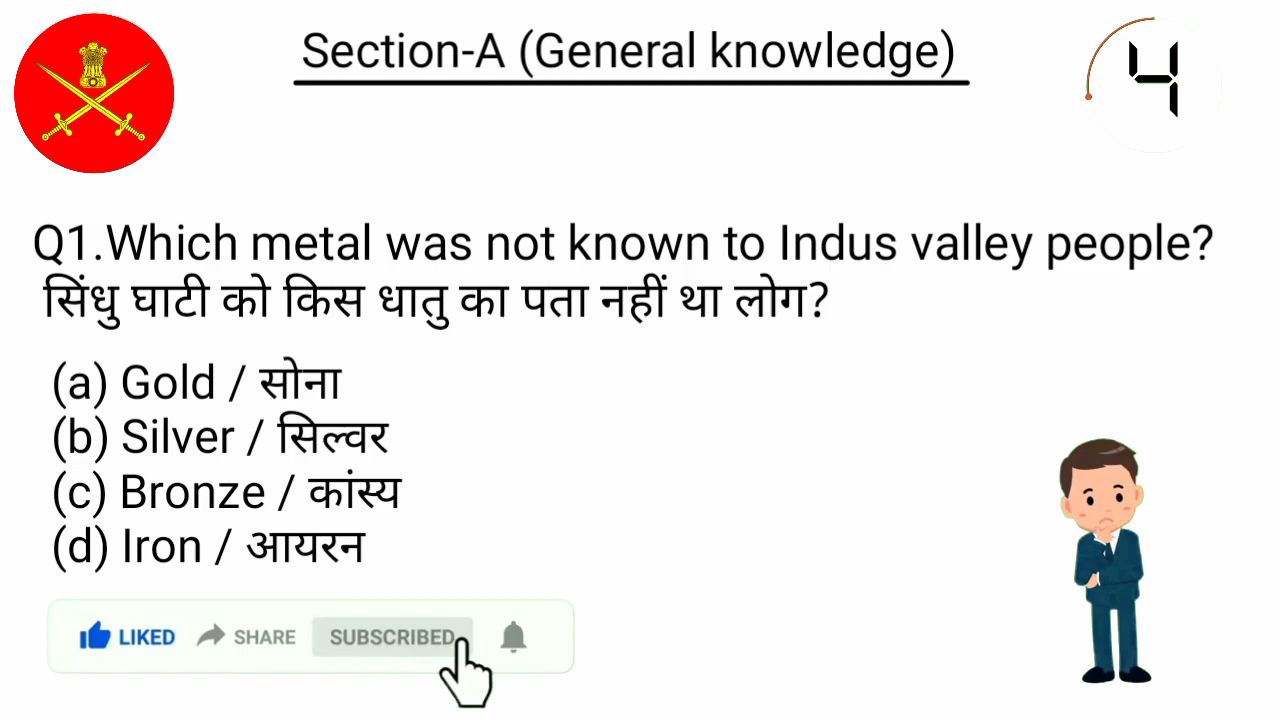 Section-A (General knowledge)
4
Q1.Which metal was not known to Indus valley people?
सिंधु घाटी को किस धातु का पता नहीं था लोग?
(a) Gold / सोना
(b) Silver / सिल्वर
(c) Bronze / कांस्य
(d) Iron / आयरन
LIKED SHARE SUBSCRIBED